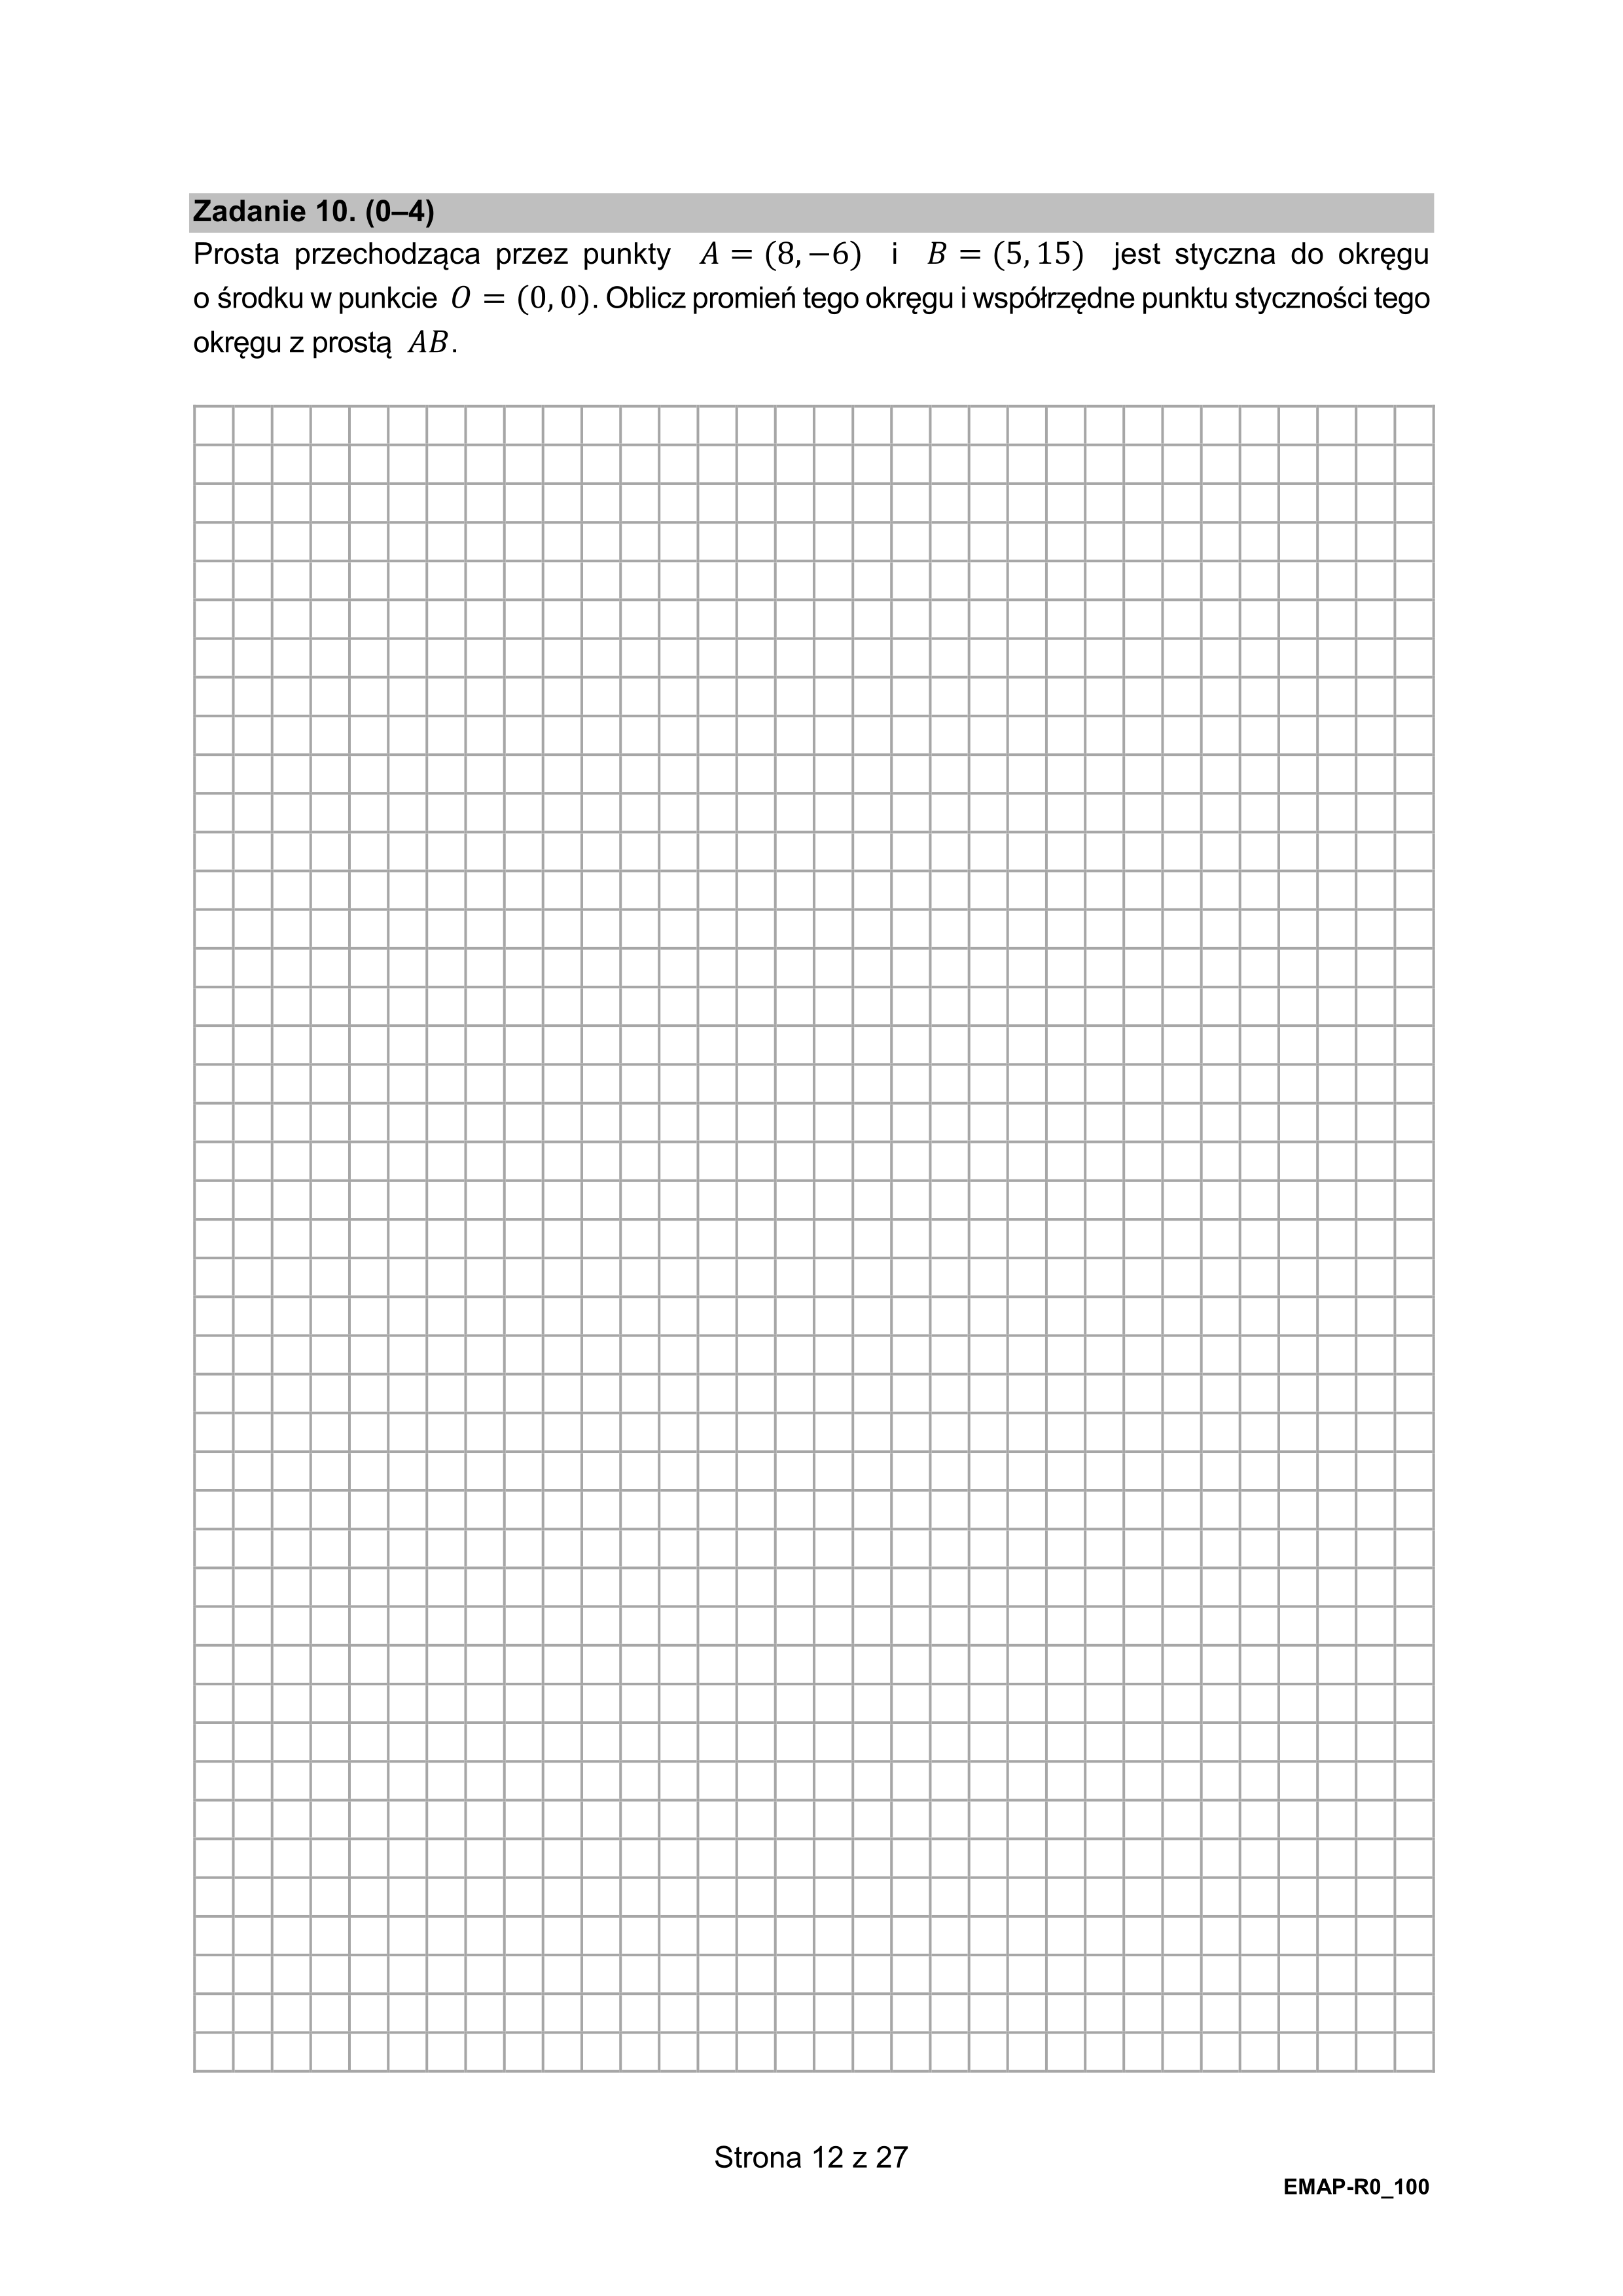 Zadanie 10. (0–4)
Prosta przechodząca przez punkty A = (8, −6) i B = (5, 15) jest styczna do okręgu
o środku w punkcie O = (0, 0). Oblicz promień tego okręgu i współrzędne punktu styczności tego
okręgu z prostą AB.
Strona 12 z 27
EMAP-R0_100